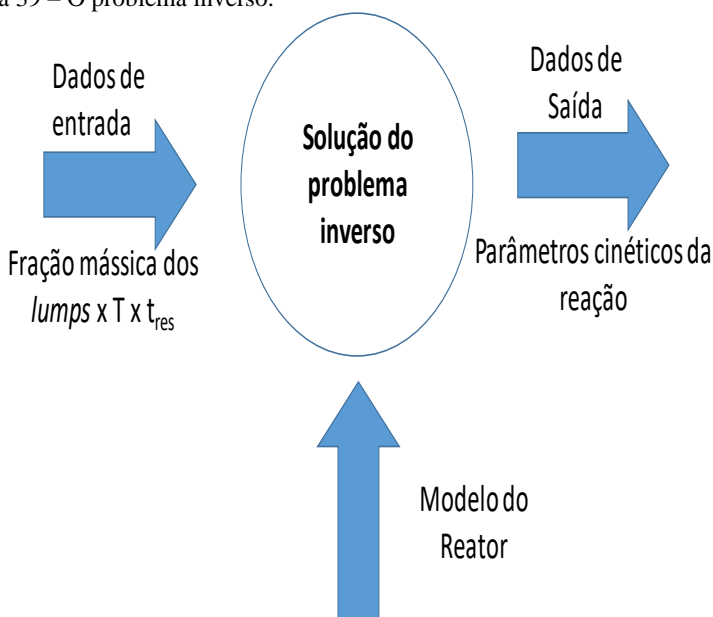 a 39 – O problema inverso.
Dados de
entrada
Fração mássica dos
lumps x T x tres
Solução do
problema
inverso
Dados de
Saída
Parâmetros cinéticos da
reação
Modelo do
Reator